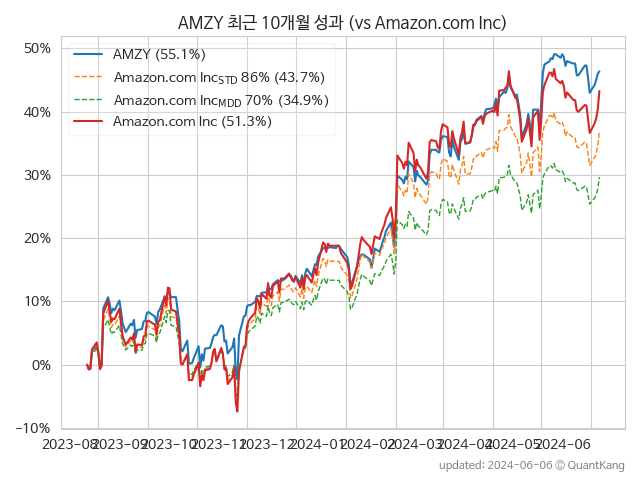 AMZY 최근 10개월 성과 (vs Amazon.com Inc)
50%
40%
30%
20%
10%
0%
−10%
AMZY (55.1%)
Amazon.com IncSTD 86% (43.7%)
Amazon.com IncMDD 70% (34.9%)
Amazon.com Inc (51.3%)
2023-08 2023-09 2023-10 2023-11 2023-12 2024-01 2024-02 2024-03 2024-04 2024-05 2024-06
updated: 2024-06-06 © QuantKang